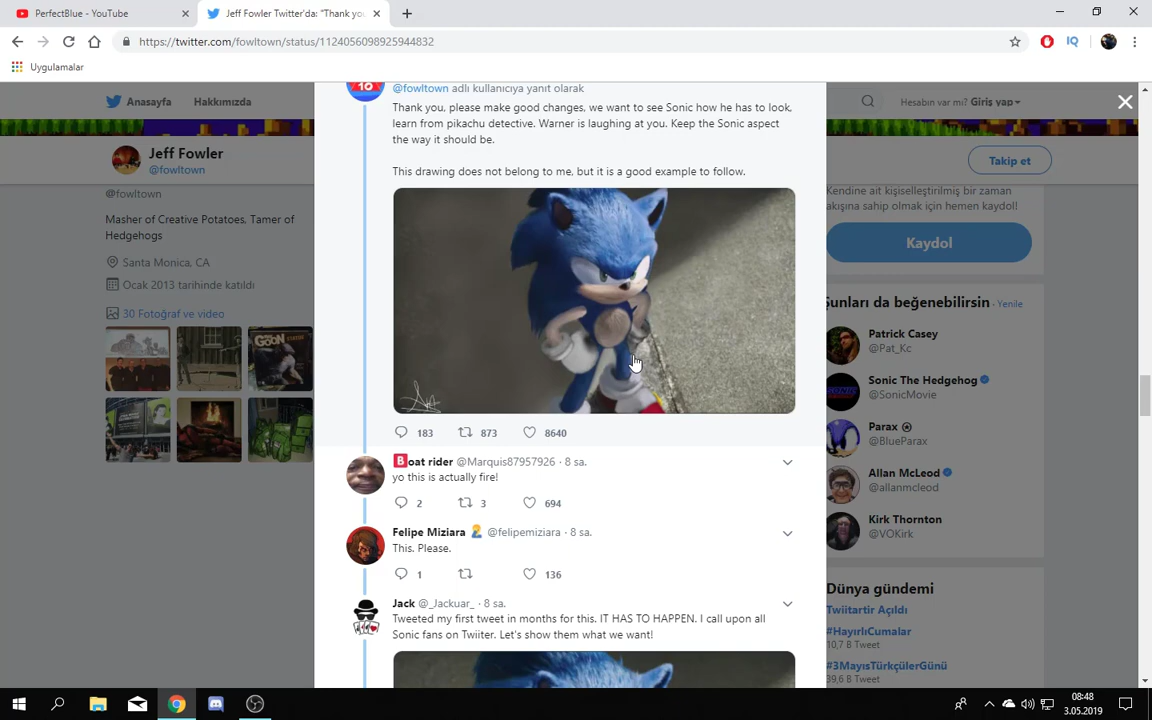 PerfectBlue - YouTube
Jeff Fowler Twitter'da: "Thank you
https://twitter.com/fowltown/status/1124056098925944832
Uygulamalar
Anasayfa
Hakkımızda
Hesabın var mı? Giriş yap
Jeff Fowler
@fowltown
Takip et
@fowltown
Masher of Creative Potatoes, Tamer of
Hedgehogs
Santa Monica, CA
Ocak 2013 tarihinde katıldı
30 Fotoğraf ve video
10
@fowltown adlı kullanıcıya yanıt olarak
Thank you, please make good changes, we want to see Sonic how he has to look,
learn from pikachu detective. Warner is laughing at you. Keep the Sonic aspect
the way it should be.
This drawing does not belong to me, but it is a good example to follow.
183
873
8640
Boat rider @Marquis87957926 · 8 sa.
yo this is actually fire!
2
3
694
Felipe Miziara @felipemiziara · 8 sa.
This. Please.
1
136
Jack @_Jackuar_ · 8 sa.
Tweeted my first tweet in months for this. IT HAS TO HAPPEN. I call upon all
Sonic fans on Twiiter. Let's show them what we want!
Kendine ait kişiselleştirilmiş bir zaman
akışına sahip olmak için hemen kaydol!
Kaydol
Şunları da beğenebilirsin · Yenile
Patrick Casey
@Pat_Kc
Sonic The Hedgehog
@SonicMovie
Parax
@BlueParax
Allan McLeod
@allanmcleod
Kirk Thornton
@VOKirk
Dünya gündemi
Twiitartir Açıldı
#HayırlıCumalar
10,7 B Tweet
#3MayısTürkçülerGünü
39,6 B Tweet
08:48
3.05.2019